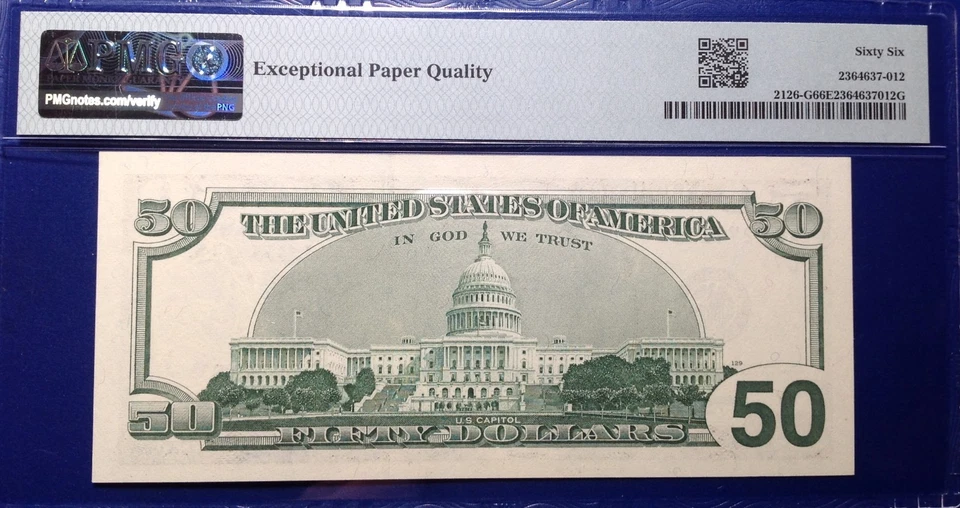 PMG
Exceptional Paper Quality
PMGnotes.com/verify
PNG
Sixty Six
2364637-012
2126-G66E2364637012G
50
50
THE UNITED STATES OF AMERICA
IN GOD WE TRUST
129
50
U.S. CAPITOL
FIFTY DOLLARS
50